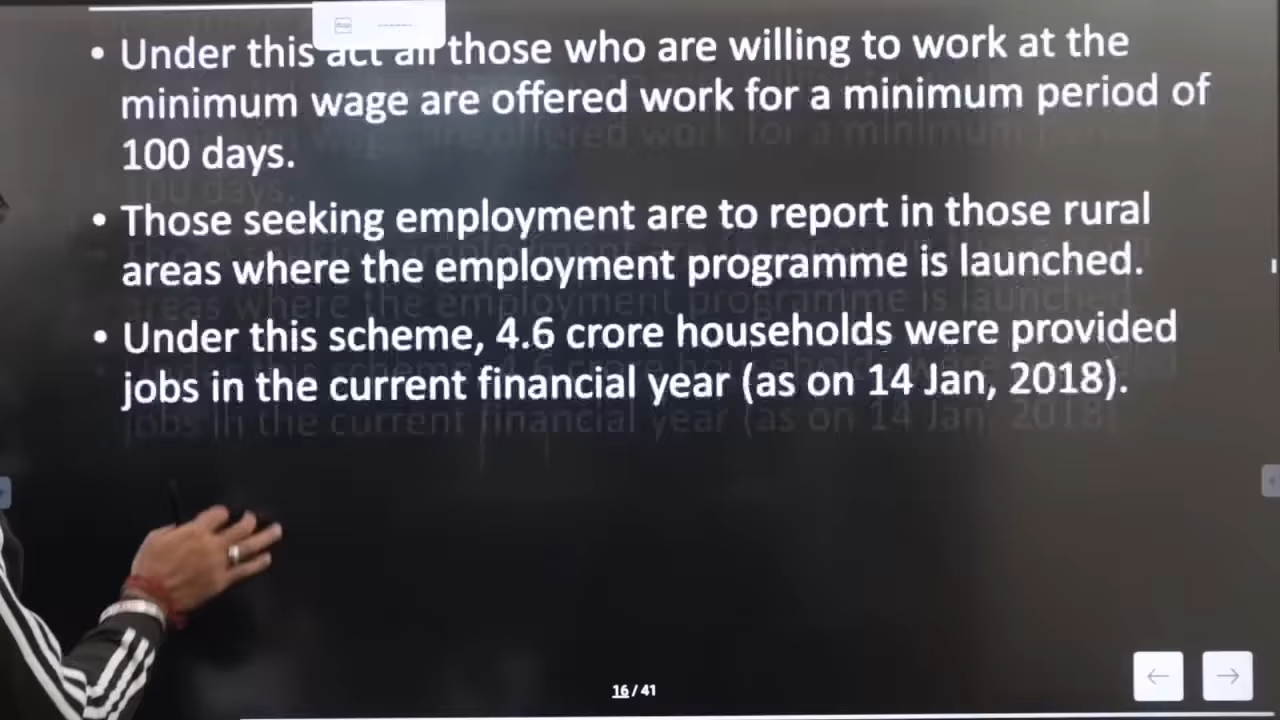 • Under this act all those who are willing to work at the
minimum wage are offered work for a minimum period of
100 days.
• Those seeking employment are to report in those rural
areas where the employment programme is launched.
• Under this scheme, 4.6 crore households were provided
jobs in the current financial year (as on 14 Jan, 2018).
16 / 41